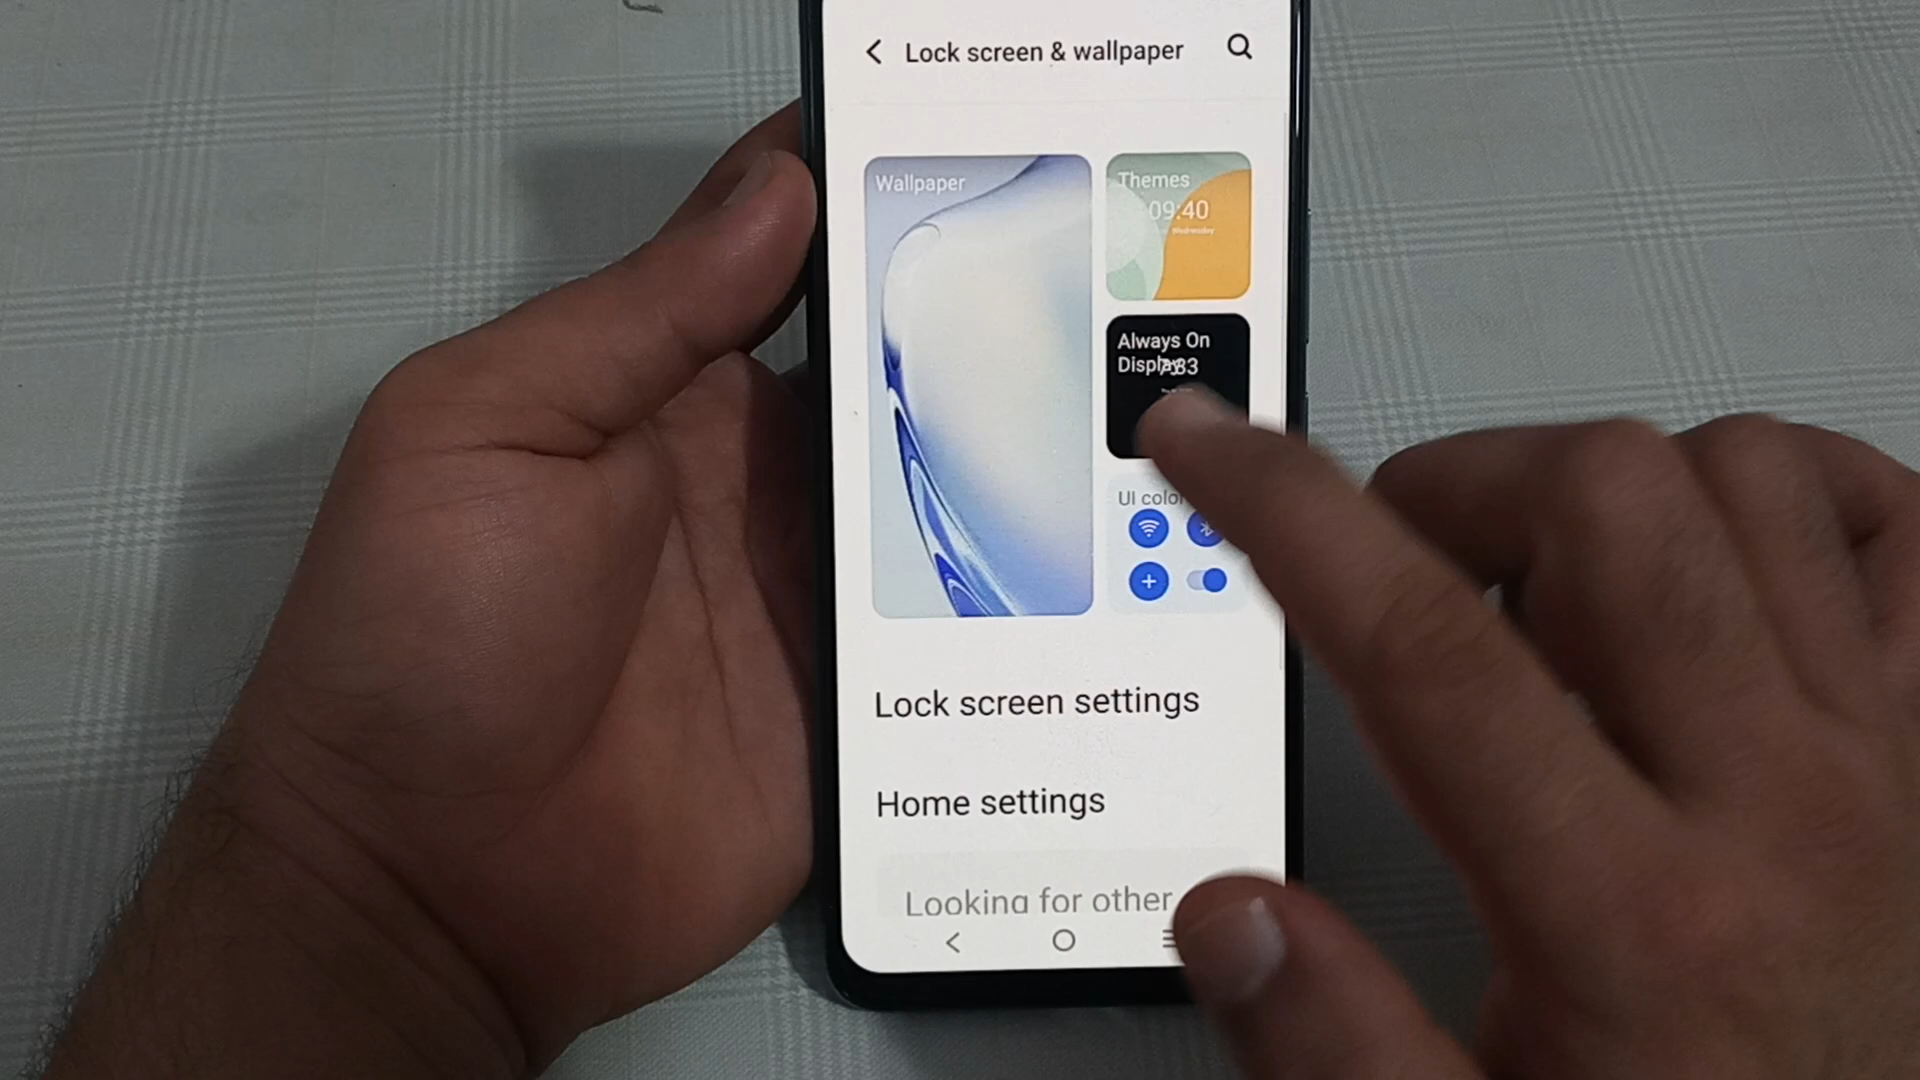 Lock screen & wallpaper
Wallpaper
Themes
09:40
Wednesday
Always On
Display
UI color
Lock screen settings
Home settings
Looking for other